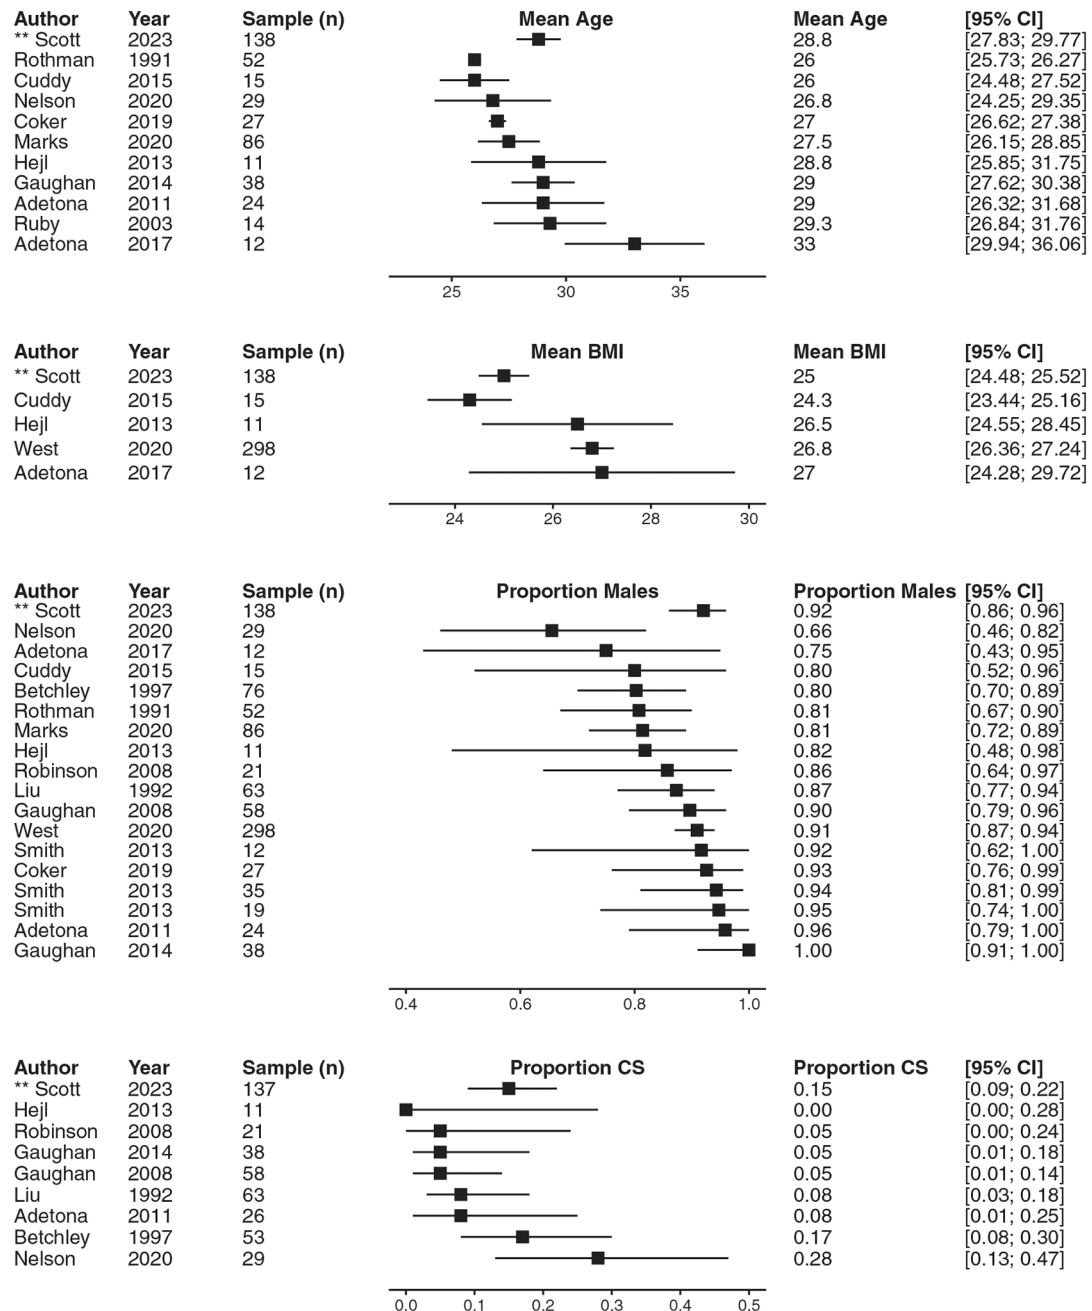 Author Year Sample (n) Mean Age Mean Age [95% CI]
** Scott 2023 138 28.8 [27.83; 29.77]
Rothman 1991 52 26 [25.73; 26.27]
Cuddy 2015 15 26 [24.48; 27.52]
Nelson 2020 29 26.8 [24.25; 29.35]
Coker 2019 27 27 [26.62; 27.38]
Marks 2020 86 27.5 [26.15; 28.85]
Hejl 2013 11 28.8 [25.85; 31.75]
Gaughan 2014 38 29 [27.62; 30.38]
Adetona 2011 24 29 [26.32; 31.68]
Ruby 2003 14 29.3 [26.84; 31.76]
Adetona 2017 12 33 [29.94; 36.06]
25 30 35
Author Year Sample (n) Mean BMI Mean BMI [95% CI]
** Scott 2023 138 25 [24.48; 25.52]
Cuddy 2015 15 24.3 [23.44; 25.16]
Hejl 2013 11 26.5 [24.55; 28.45]
West 2020 298 26.8 [26.36; 27.24]
Adetona 2017 12 27 [24.28; 29.72]
24 26 28 30
Author Year Sample (n) Proportion Males Proportion Males [95% CI]
** Scott 2023 138 0.92 [0.86; 0.96]
Nelson 2020 29 0.66 [0.46; 0.82]
Adetona 2017 12 0.75 [0.43; 0.95]
Cuddy 2015 15 0.80 [0.52; 0.96]
Betchley 1997 76 0.80 [0.70; 0.89]
Rothman 1991 52 0.81 [0.67; 0.90]
Marks 2020 86 0.81 [0.72; 0.89]
Hejl 2013 11 0.82 [0.48; 0.98]
Robinson 2008 21 0.86 [0.64; 0.97]
Liu 1992 63 0.87 [0.77; 0.94]
Gaughan 2008 58 0.90 [0.79; 0.96]
West 2020 298 0.91 [0.87; 0.94]
Smith 2013 12 0.92 [0.62; 1.00]
Coker 2019 27 0.93 [0.76; 0.99]
Smith 2013 35 0.94 [0.81; 0.99]
Smith 2013 19 0.95 [0.74; 1.00]
Adetona 2011 24 0.96 [0.79; 1.00]
Gaughan 2014 38 1.00 [0.91; 1.00]
0.4 0.6 0.8 1.0
Author Year Sample (n) Proportion CS Proportion CS [95% CI]
** Scott 2023 137 0.15 [0.09; 0.22]
Hejl 2013 11 0.00 [0.00; 0.28]
Robinson 2008 21 0.05 [0.00; 0.24]
Gaughan 2014 38 0.05 [0.01; 0.18]
Gaughan 2008 58 0.05 [0.01; 0.14]
Liu 1992 63 0.08 [0.03; 0.18]
Adetona 2011 26 0.08 [0.01; 0.25]
Betchley 1997 53 0.17 [0.08; 0.30]
Nelson 2020 29 0.28 [0.13; 0.47]
0.0 0.1 0.2 0.3 0.4 0.5